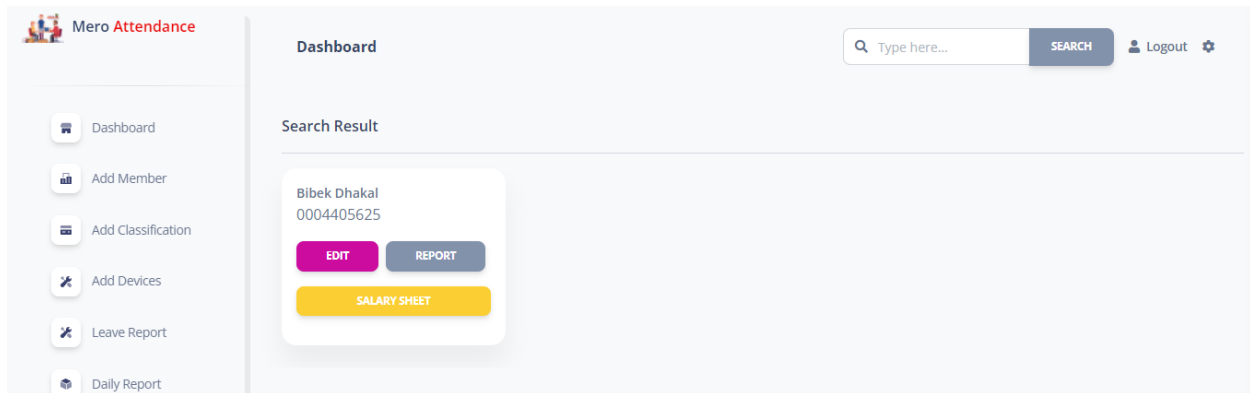 Mero Attendance
Dashboard
Type here...
SEARCH
Logout
Dashboard
Add Member
Add Classification
Add Devices
Leave Report
Daily Report
Search Result
Bibek Dhakal
0004405625
EDIT
REPORT
SALARY SHEET